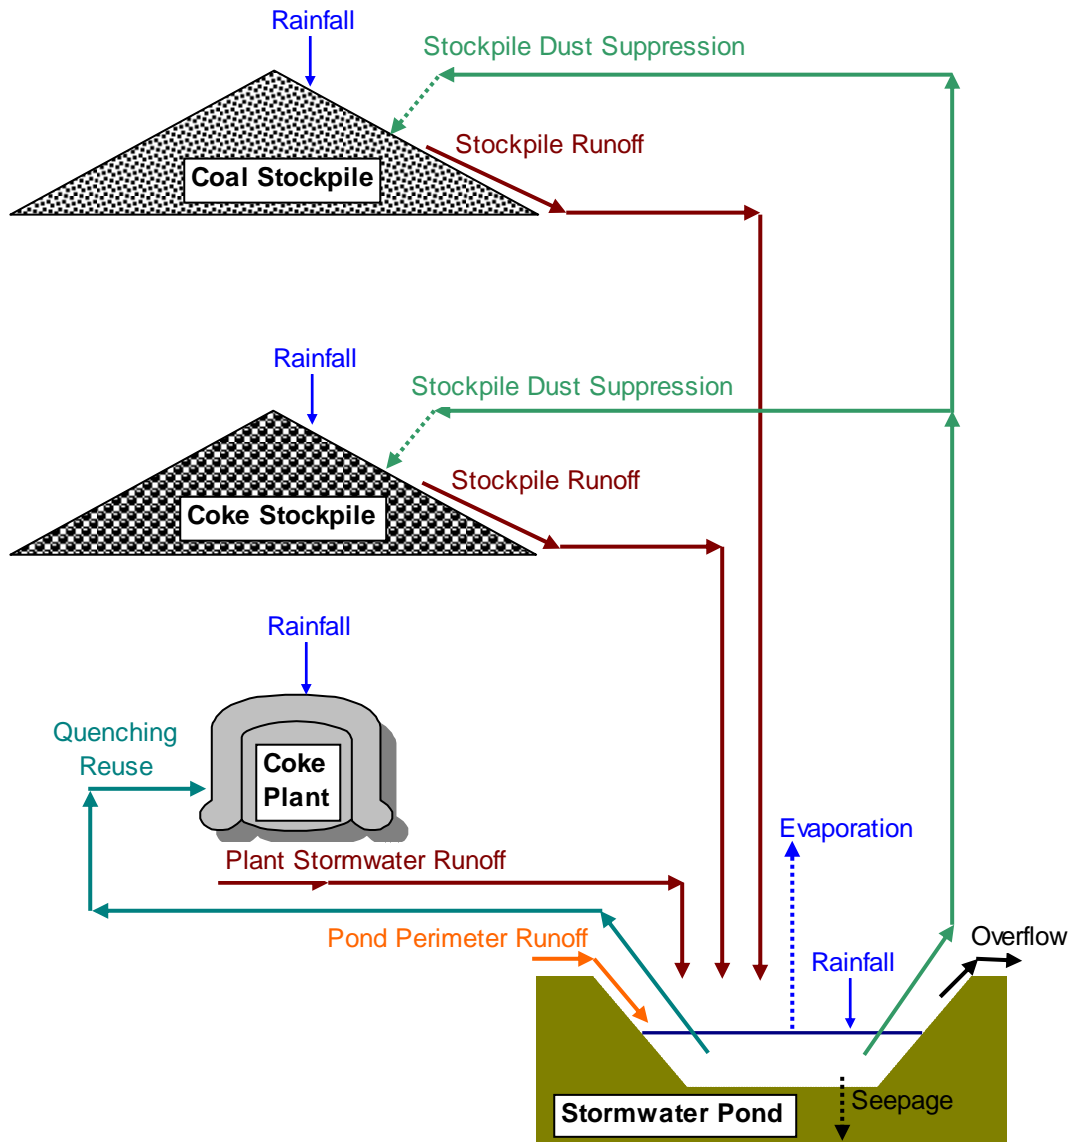 Rainfall
Stockpile Dust Suppression
Stockpile Runoff
Coal Stockpile
Rainfall
Stockpile Dust Suppression
Stockpile Runoff
Coke Stockpile
Rainfall
Quenching
Reuse
Coke
Plant
Evaporation
Plant Stormwater Runoff
Pond Perimeter Runoff
Overflow
Rainfall
Seepage
Stormwater Pond